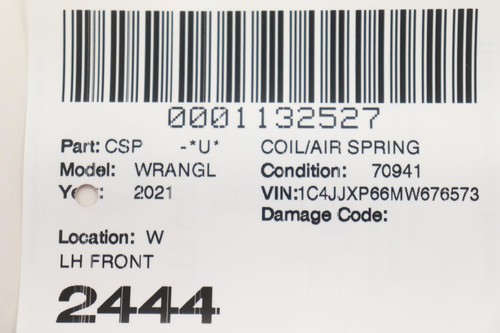 0001132527
Part: CSP -*U* COIL/AIR SPRING
Model: WRANGL Condition: 70941
2021 VIN:1C4JJXP66MW676573
Damage Code:
Location: W
LH FRONT
2444